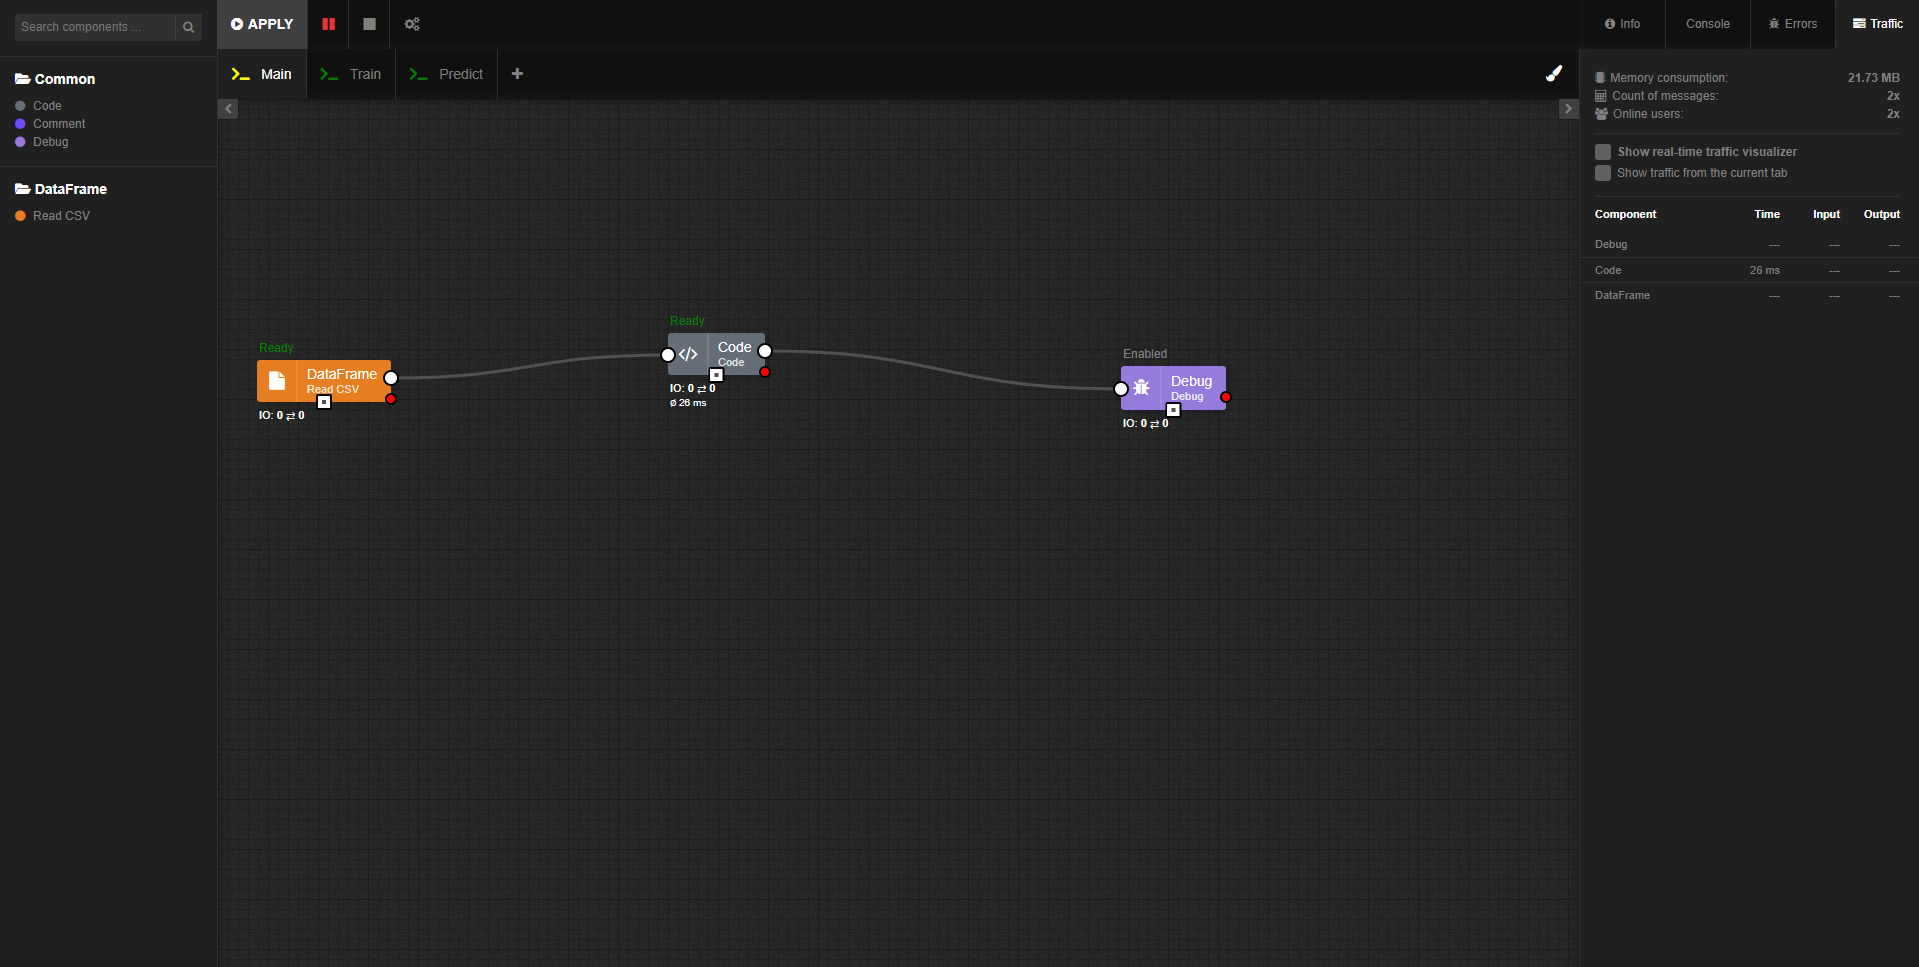 Search components ...
APPLY
Info
Console
Errors
Traffic
Main
Train
Predict
Common
Code
Comment
Debug
DataFrame
Read CSV
Ready
DataFrame
Read CSV
IO: 0 ⇄ 0
Ready
</>
Code
Code
IO: 0 ⇄ 0
Ø 26 ms
Enabled
Debug
Debug
IO: 0 ⇄ 0
Memory consumption: 21.73 MB
Count of messages: 2x
Online users: 2x
Show real-time traffic visualizer
Show traffic from the current tab
Component Time Input Output
Debug --- --- ---
Code 26 ms --- ---
DataFrame --- --- ---